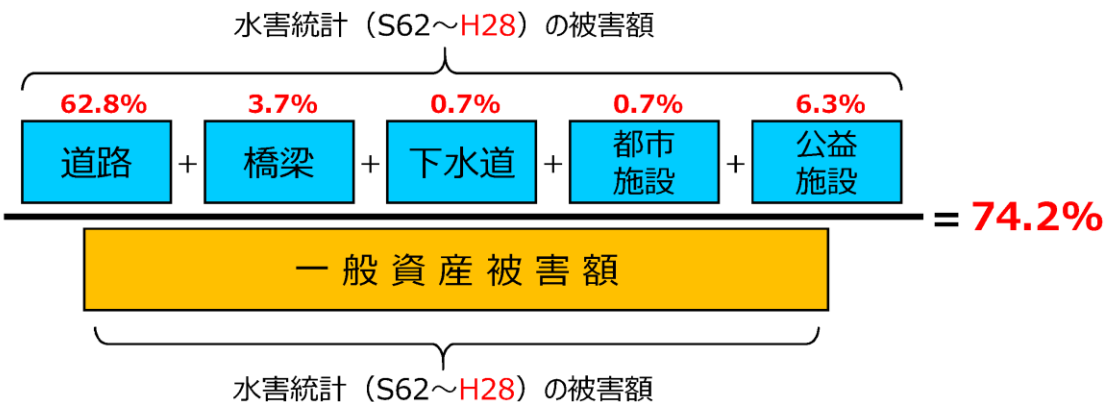 水害統計（S62～H28）の被害額
62.8% 3.7% 0.7% 0.7% 6.3%
道路 + 橋梁 + 下水道 + 都市施設 + 公益施設
= 74.2%
一般資産被害額
水害統計（S62～H28）の被害額